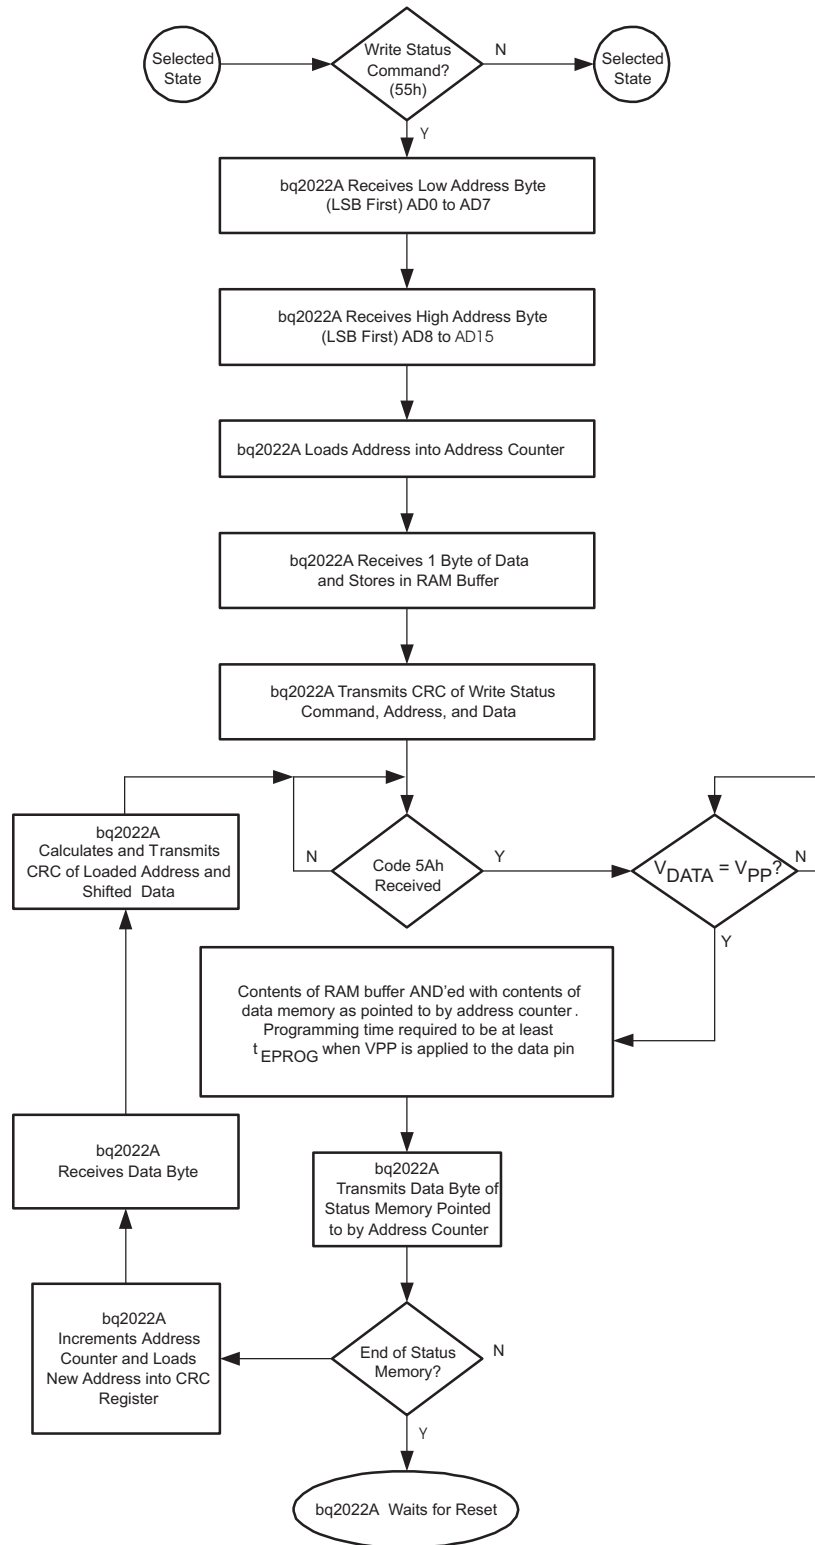 Selected
State
Write Status
Command?
(55h)
N
Selected
State
Y
bq2022A Receives Low Address Byte
(LSB First) AD0 to AD7
bq2022A Receives High Address Byte
(LSB First) AD8 to AD15
bq2022A Loads Address into Address Counter
bq2022A Receives 1 Byte of Data
and Stores in RAM Buffer
bq2022A Transmits CRC of Write Status
Command, Address, and Data
bq2022A
Calculates and Transmits
CRC of Loaded Address and
Shifted Data
N
Code 5Ah
Received
Y
VDATA = VPP?
N
Y
Contents of RAM buffer AND'ed with contents of
data memory as pointed to by address counter.
Programming time required to be at least
tEPROG when VPP is applied to the data pin
bq2022A
Receives Data Byte
bq2022A
Transmits Data Byte of
Status Memory Pointed
to by Address Counter
bq2022A
Increments Address
Counter and Loads
New Address into CRC
Register
End of Status
Memory?
N
Y
bq2022A Waits for Reset